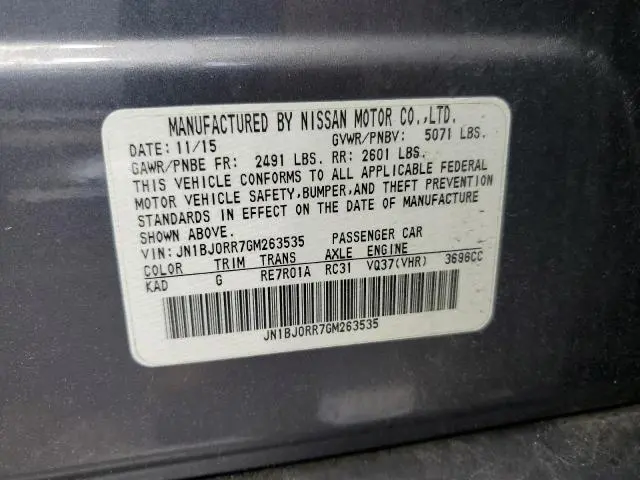 MANUFACTURED BY NISSAN MOTOR CO.,LTD.
DATE: 11/15 GVWR/PNBV: 5071 LBS.
GAWR/PNBE FR: 2491 LBS. RR: 2601 LBS.
THIS VEHICLE CONFORMS TO ALL APPLICABLE FEDERAL
MOTOR VEHICLE SAFETY, BUMPER, AND THEFT PREVENTION
STANDARDS IN EFFECT ON THE DATE OF MANUFACTURE
SHOWN ABOVE.
VIN: JN1BJ0RR7GM263535 PASSENGER CAR
COLOR TRIM TRANS AXLE ENGINE
KAD G RE7R01A RC31 VQ37(VHR) 3696CC
JN1BJ0RR7GM263535